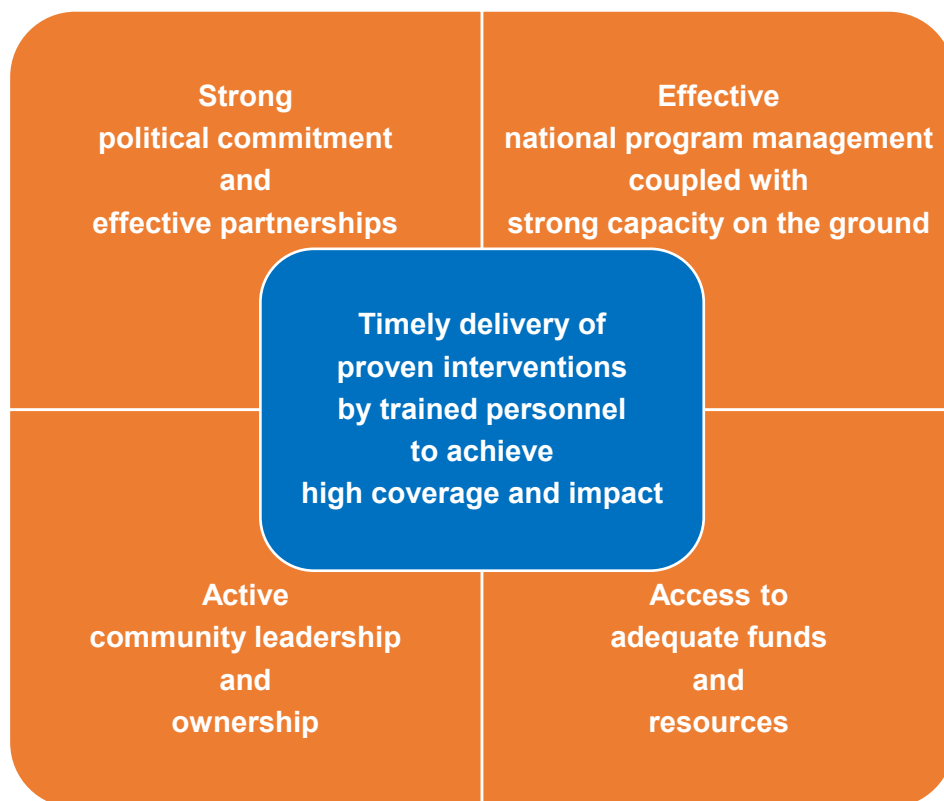 Strong
political commitment
and
effective partnerships
Effective
national program management
coupled with
strong capacity on the ground
Timely delivery of
proven interventions
by trained personnel
to achieve
high coverage and impact
Active
community leadership
and
ownership
Access to
adequate funds
and
resources